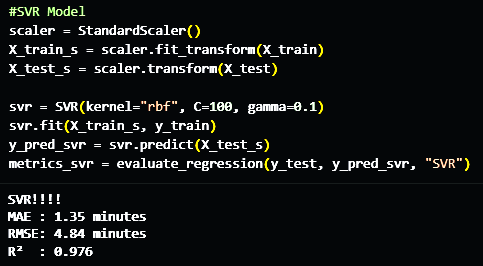 #SVR Model
scaler = StandardScaler()
X_train_s = scaler.fit_transform(X_train)
X_test_s = scaler.transform(X_test)
svr = SVR(kernel="rbf", C=100, gamma=0.1)
svr.fit(X_train_s, y_train)
y_pred_svr = svr.predict(X_test_s)
metrics_svr = evaluate_regression(y_test, y_pred_svr, "SVR")
SVR!!!!
MAE : 1.35 minutes
RMSE: 4.84 minutes
R² : 0.976